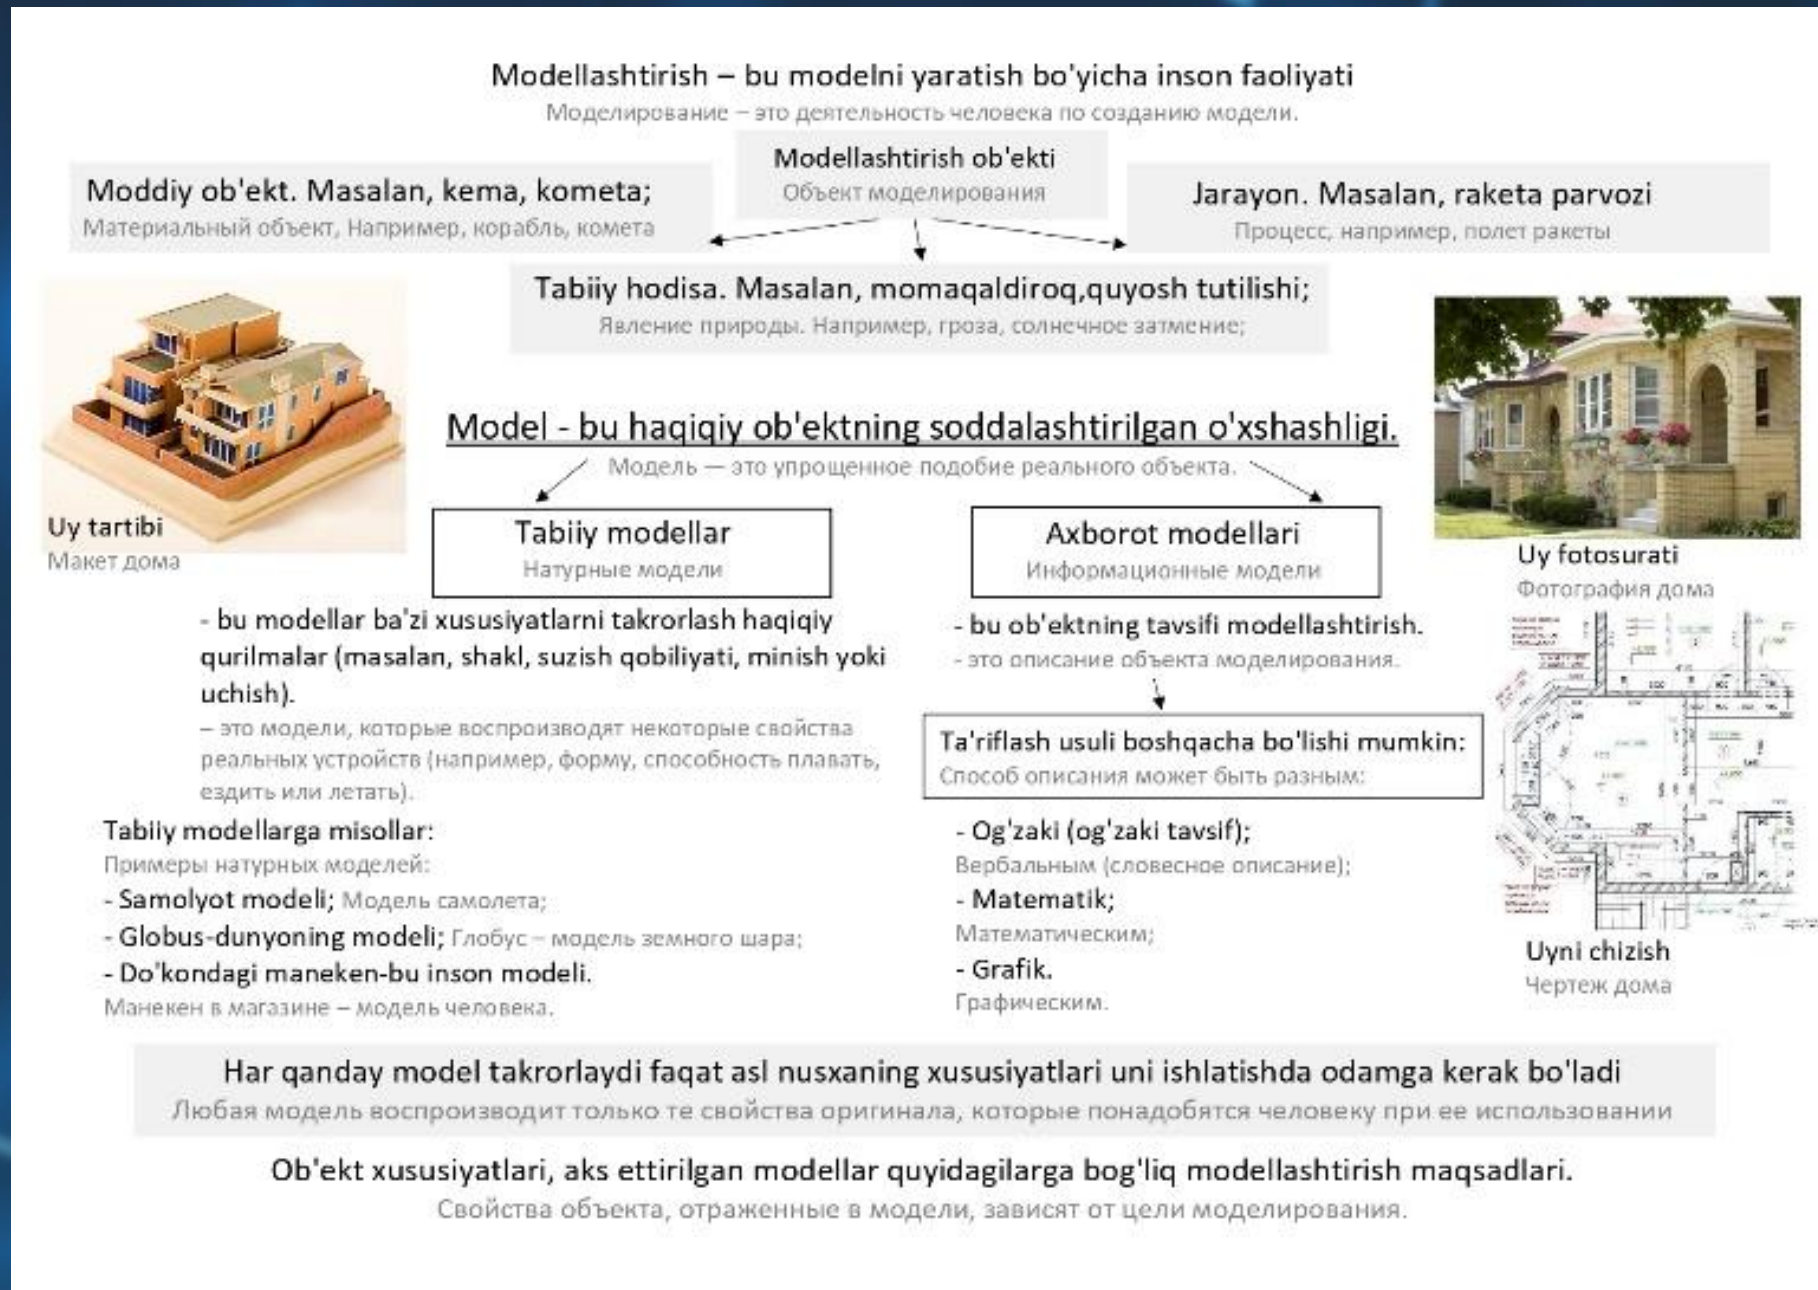 Modellashtirish – bu modelni yaratish bo'yicha inson faoliyati
Моделирование – это деятельность человека по созданию модели.
Modellashtirish ob'ekti
Объект моделирования
Moddiy ob'ekt. Masalan, kema, kometa;
Материальный объект, Например, корабль, комета
Jarayon. Masalan, raketa parvozi
Процесс, например, полет ракеты
Tabiiy hodisa. Masalan, momaqaldiroq,quyosh tutilishi;
Явление природы. Например, гроза, солнечное затмение;
Model - bu haqiqiy ob'ektning soddalashtirilgan o'xshashligi.
Модель — это упрощенное подобие реального объекта.
Uy tartibi
Макет дома
Tabiiy modellar
Натурные модели
- bu modellar ba'zi xususiyatlarni takrorlash haqiqiy
qurilmalar (masalan, shakl, suzish qobiliyati, minish yoki
uchish).
– это модели, которые воспроизводят некоторые свойства
реальных устройств (например, форму, способность плавать,
ездить или летать).
Tabiiy modellarga misollar:
Примеры натурных моделей:
- Samolyot modeli; Модель самолета;
- Globus-dunyoning modeli; Глобус – модель земного шара;
- Do'kondagi maneken-bu inson modeli.
Манекен в магазине – модель человека.
Axborot modellari
Информационные модели
- bu ob'ektning tavsifi modellashtirish.
- это описание объекта моделирования.
Ta'riflash usuli boshqacha bo'lishi mumkin:
Способ описания может быть разным:
- Og'zaki (og'zaki tavsif);
Вербальным (словесное описание);
- Matematik;
Математическим;
- Grafik.
Графическим.
Uy fotosurati
Фотография дома
Uyni chizish
Чертеж дома
Har qanday model takrorlaydi faqat asl nusxaning xususiyatlari uni ishlatishda odamga kerak bo'ladi
Любая модель воспроизводит только те свойства оригинала, которые понадобятся человеку при ее использовании
Ob'ekt xususiyatlari, aks ettirilgan modellar quyidagilarga bog'liq modellashtirish maqsadlari.
Свойства объекта, отраженные в модели, зависят от цели моделирования.